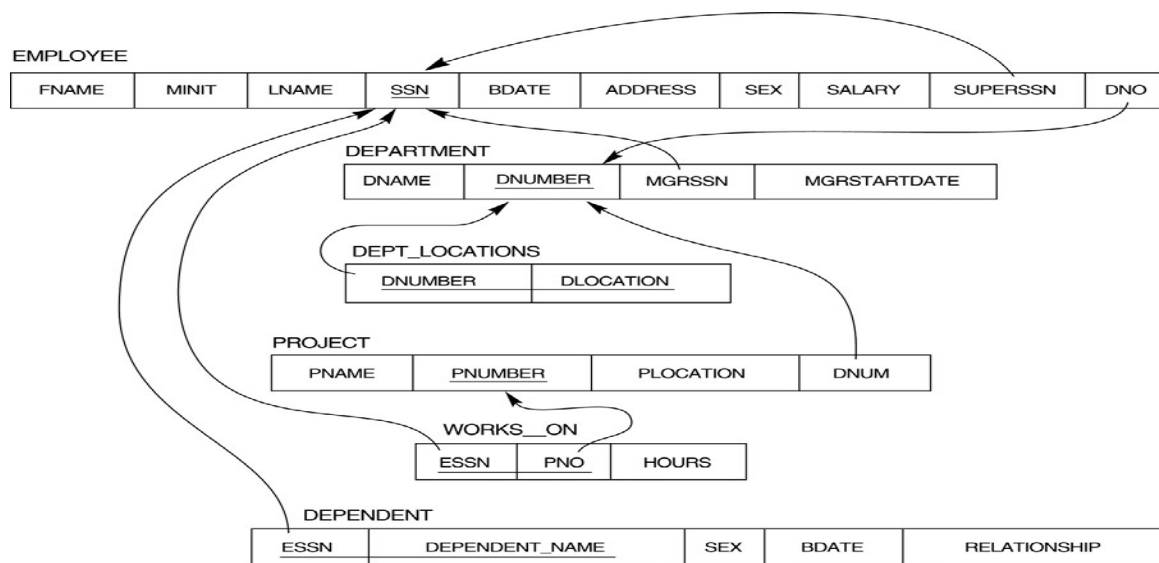 EMPLOYEE
FNAME MINIT LNAME SSN BDATE ADDRESS SEX SALARY SUPERSSN DNO
DEPARTMENT
DNAME DNUMBER MGRSSN MGRSTARTDATE
DEPT_LOCATIONS
DNUMBER DLOCATION
PROJECT
PNAME PNUMBER PLOCATION DNUM
WORKS_ON
ESSN PNO HOURS
DEPENDENT
ESSN DEPENDENT_NAME SEX BDATE RELATIONSHIP